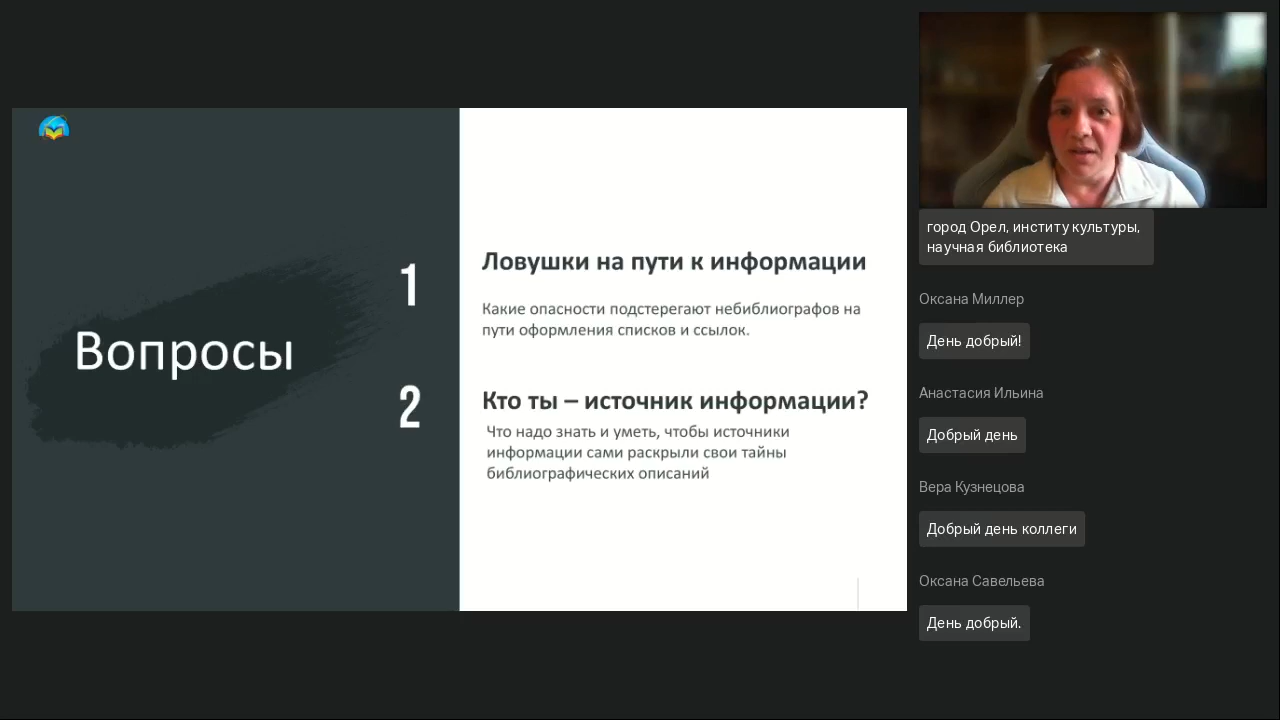 Вопросы
1
Ловушки на пути к информации
Какие опасности подстерегают небиблиографов на
пути оформления списков и ссылок.
2
Кто ты – источник информации?
Что надо знать и уметь, чтобы источники
информации сами раскрыли свои тайны
библиографических описаний
город Орел, институ культуры,
научная библиотека
Оксана Миллер
День добрый!
Анастасия Ильина
Добрый день
Вера Кузнецова
Добрый день коллеги
Оксана Савельева
День добрый.